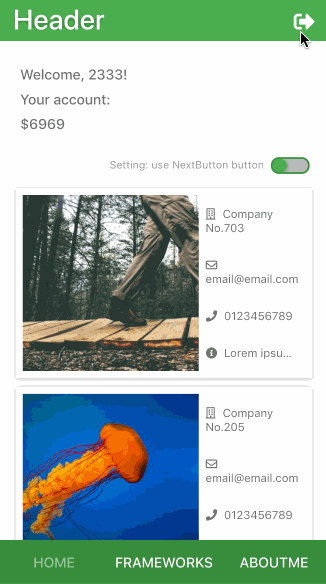 Header
Welcome, 2333!
Your account:
$6969
Setting: use NextButton button
Company
No.703
email@email.com
0123456789
Lorem ipsu...
Company
No.205
email@email.com
0123456789
HOME FRAMEWORKS ABOUTME